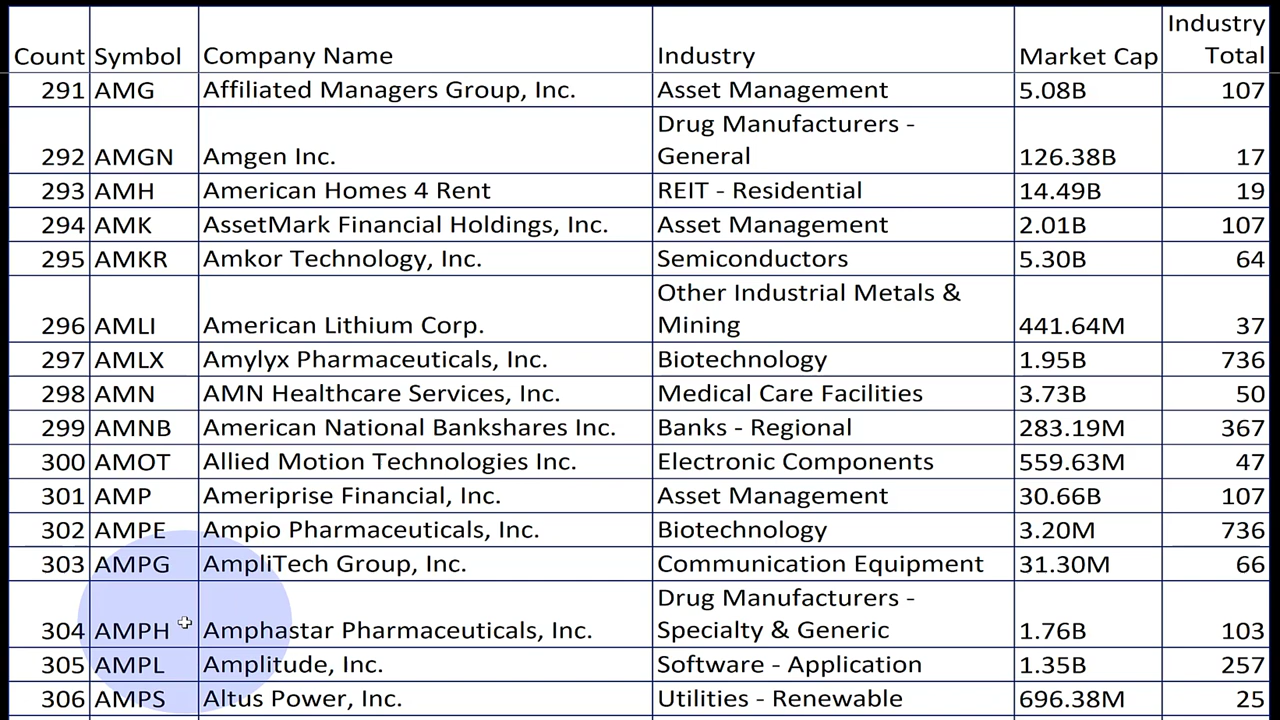 Count Symbol Company Name Industry Market Cap Industry Total
291 AMG Affiliated Managers Group, Inc. Asset Management 5.08B 107
292 AMGN Amgen Inc. Drug Manufacturers - General 126.38B 17
293 AMH American Homes 4 Rent REIT - Residential 14.49B 19
294 AMK AssetMark Financial Holdings, Inc. Asset Management 2.01B 107
295 AMKR Amkor Technology, Inc. Semiconductors 5.30B 64
296 AMLI American Lithium Corp. Other Industrial Metals & Mining 441.64M 37
297 AMLX Amylyx Pharmaceuticals, Inc. Biotechnology 1.95B 736
298 AMN AMN Healthcare Services, Inc. Medical Care Facilities 3.73B 50
299 AMNB American National Bankshares Inc. Banks - Regional 283.19M 367
300 AMOT Allied Motion Technologies Inc. Electronic Components 559.63M 47
301 AMP Ameriprise Financial, Inc. Asset Management 30.66B 107
302 AMPE Ampio Pharmaceuticals, Inc. Biotechnology 3.20M 736
303 AMPG AmpliTech Group, Inc. Communication Equipment 31.30M 66
304 AMPH Amphastar Pharmaceuticals, Inc. Drug Manufacturers - Specialty & Generic 1.76B 103
305 AMPL Amplitude, Inc. Software - Application 1.35B 257
306 AMPS Altus Power, Inc. Utilities - Renewable 696.38M 25